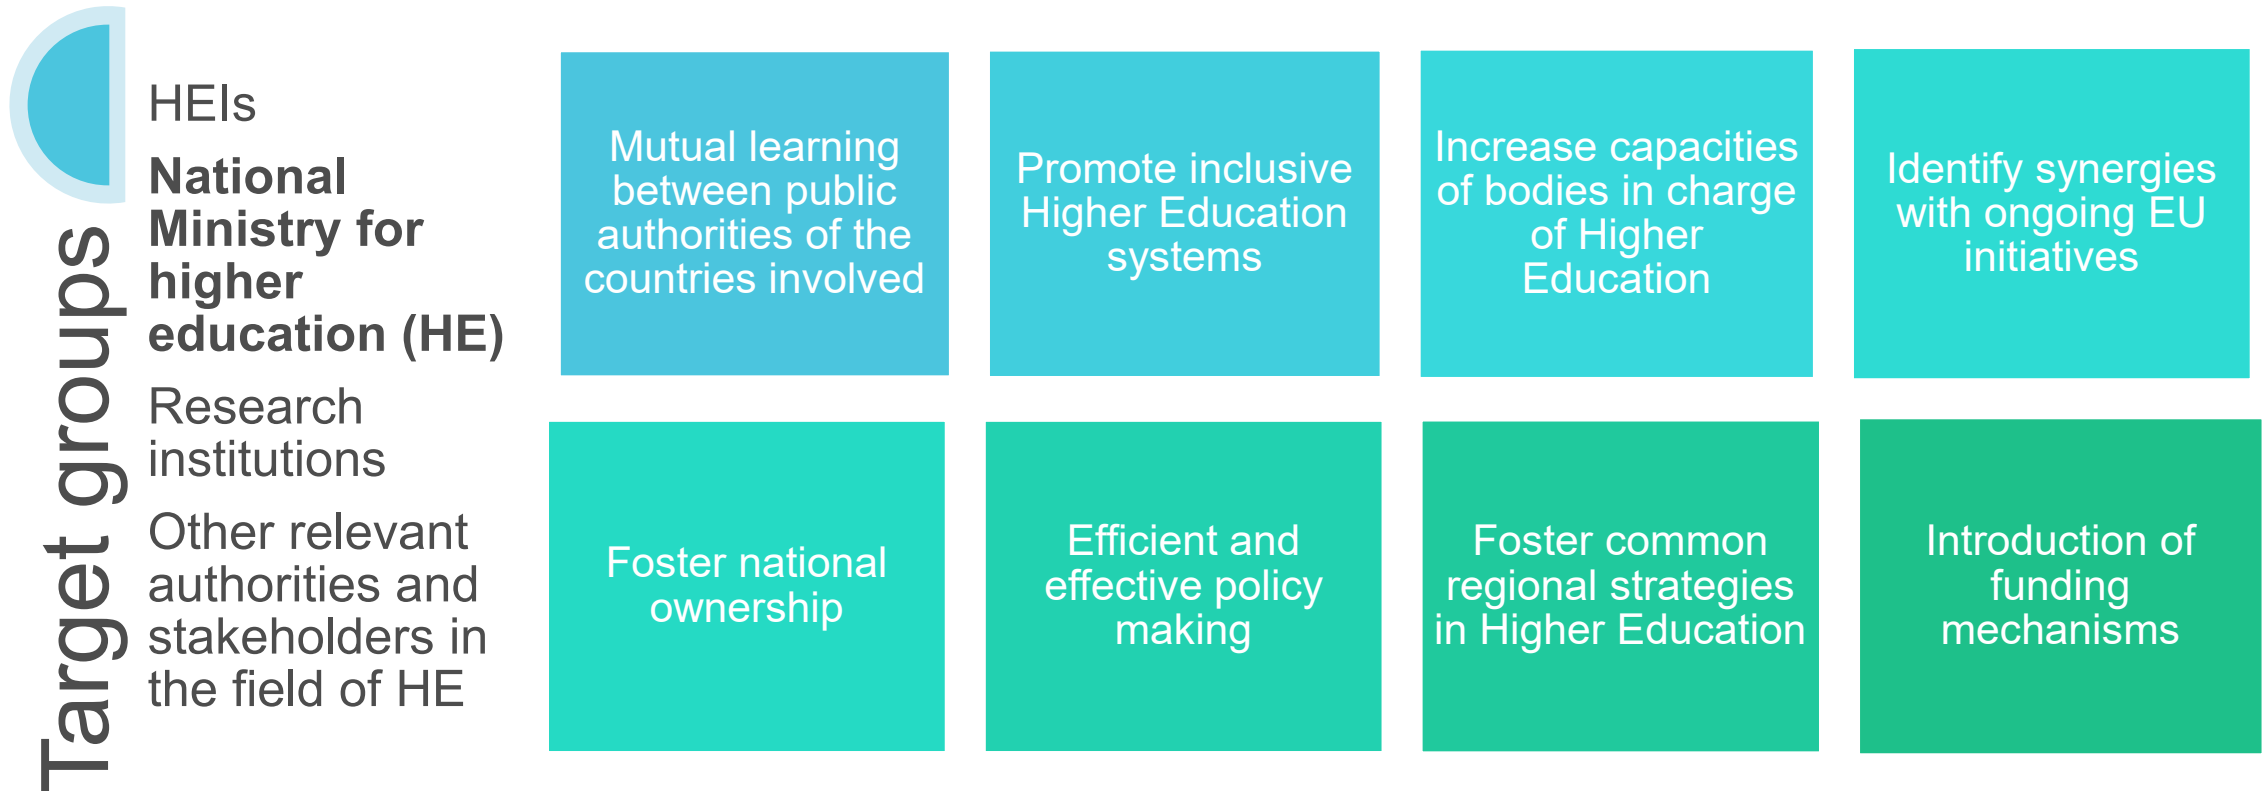 Target groups
HEIs
National
Ministry for
higher
education (HE)
Research
institutions
Other relevant
authorities and
stakeholders in
the field of HE
Mutual learning
between public
authorities of the
countries involved
Promote inclusive
Higher Education
systems
Increase capacities
of bodies in charge
of Higher
Education
Identify synergies
with ongoing EU
initiatives
Foster national
ownership
Efficient and
effective policy
making
Foster common
regional strategies
in Higher Education
Introduction of
funding
mechanisms